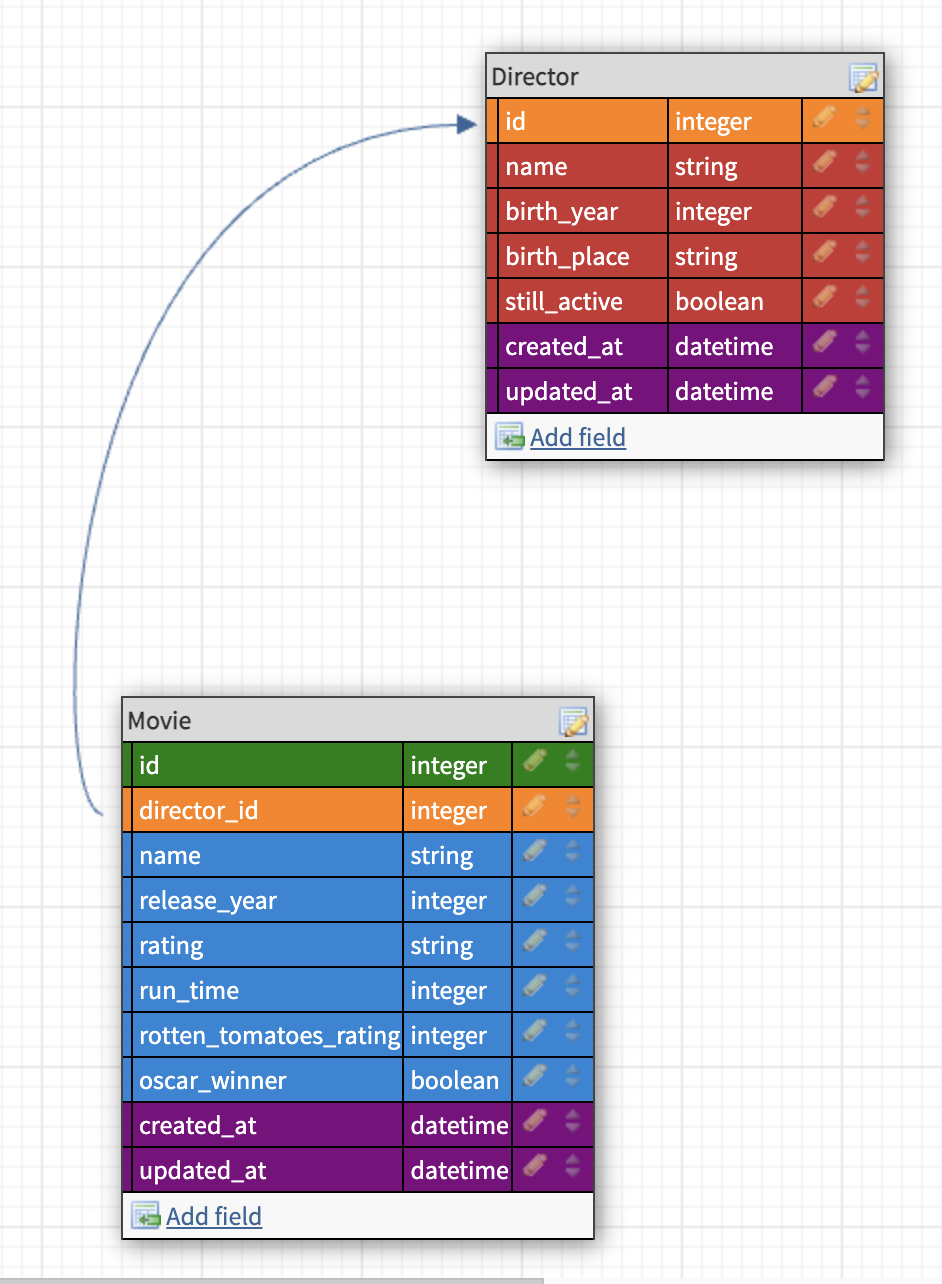 Director
id integer
name string
birth_year integer
birth_place string
still_active boolean
created_at datetime
updated_at datetime
Add field
Movie
id integer
director_id integer
name string
release_year integer
rating string
run_time integer
rotten_tomatoes_rating integer
oscar_winner boolean
created_at datetime
updated_at datetime
Add field